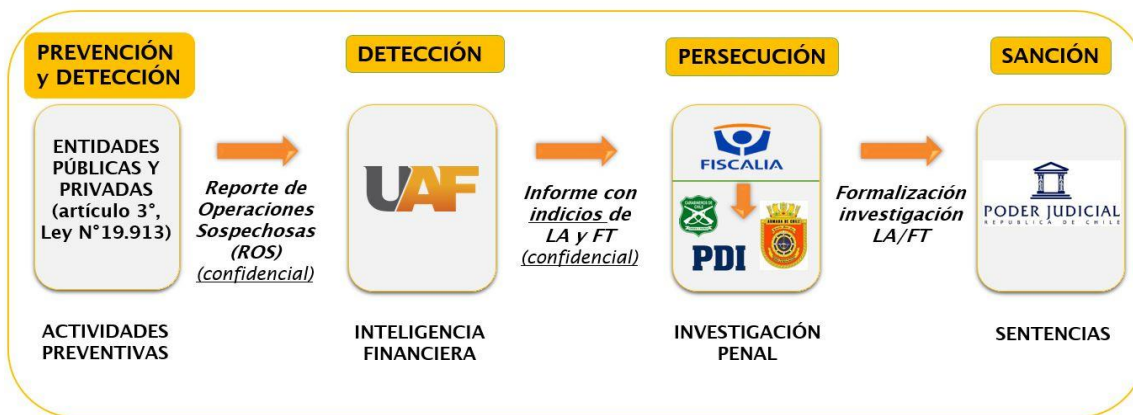 PREVENCIÓN
y DETECCIÓN
DETECCIÓN
PERSECUCIÓN
SANCIÓN
ENTIDADES
PÚBLICAS Y
PRIVADAS
(artículo 3°,
Ley N°19.913)
Reporte de
Operaciones
Sospechosas
(ROS)
(confidencial)
UAF
Informe con
indicios de
LA y FT
(confidencial)
FISCALIA
PDI
Formalización
investigación
LA/FT
PODER JUDICIAL
REPUBLICA DE CHILE
ACTIVIDADES
PREVENTIVAS
INTELIGENCIA
FINANCIERA
INVESTIGACIÓN
PENAL
SENTENCIAS